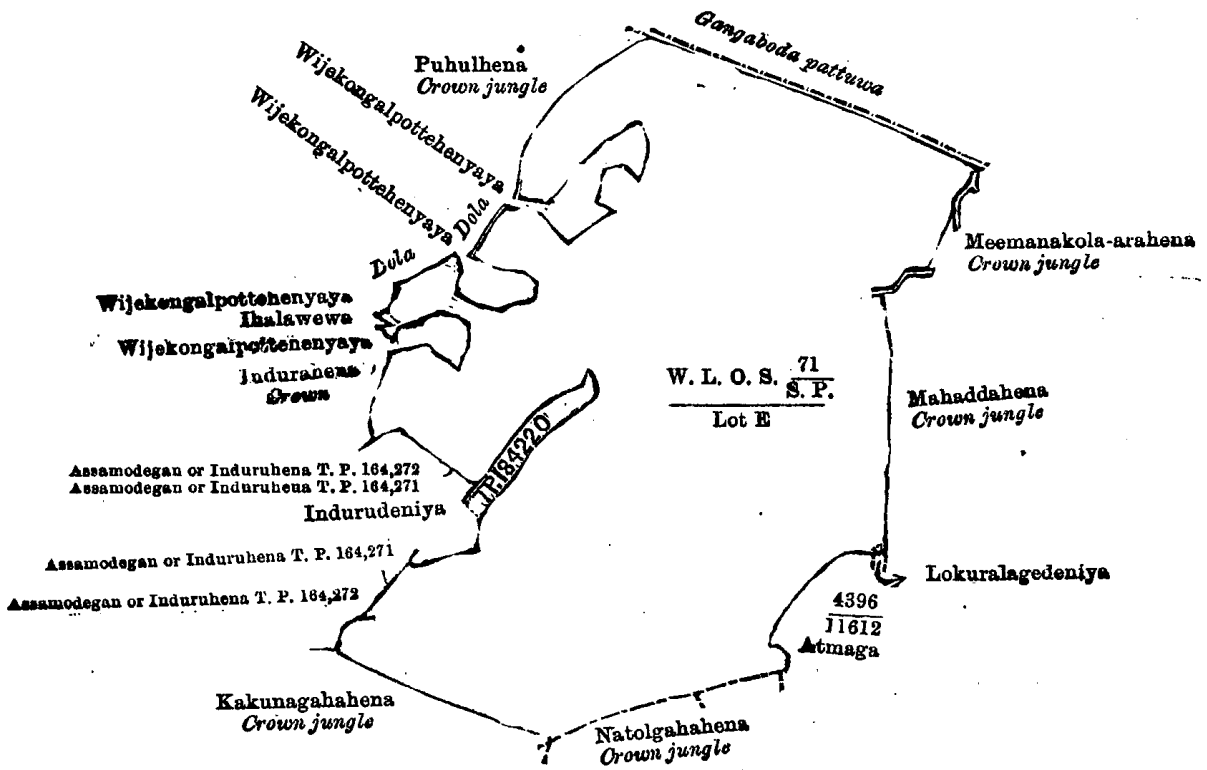 Gangaboda pattuwa
Puhulhena
Crown jungle
Wijekongalpottehenyaya
Wijekongalpottehenyaya
Dola
Dola
Meemanakola-arahena
Crown jungle
Wijekongalpottehenyaya
Ihalawewa
Wijekongalpottehenyaya
Indurahena
Crown
W. L. O. S. 71
S. P.
Lot E
Mahaddahena
Crown jungle
T.P. 184220
Assamodegan or Induruhena T. P. 164,272
Assamodegan or Induruhena T. P. 164,271
Indurudeniya
Assamodegan or Induruhena T. P. 164,271
Assamodegan or Induruhena T. P. 164,272
Lokuralagedeniya
4396
11612
Atmaga
Kakunagahahena
Crown jungle
Natolgahahena
Crown jungle